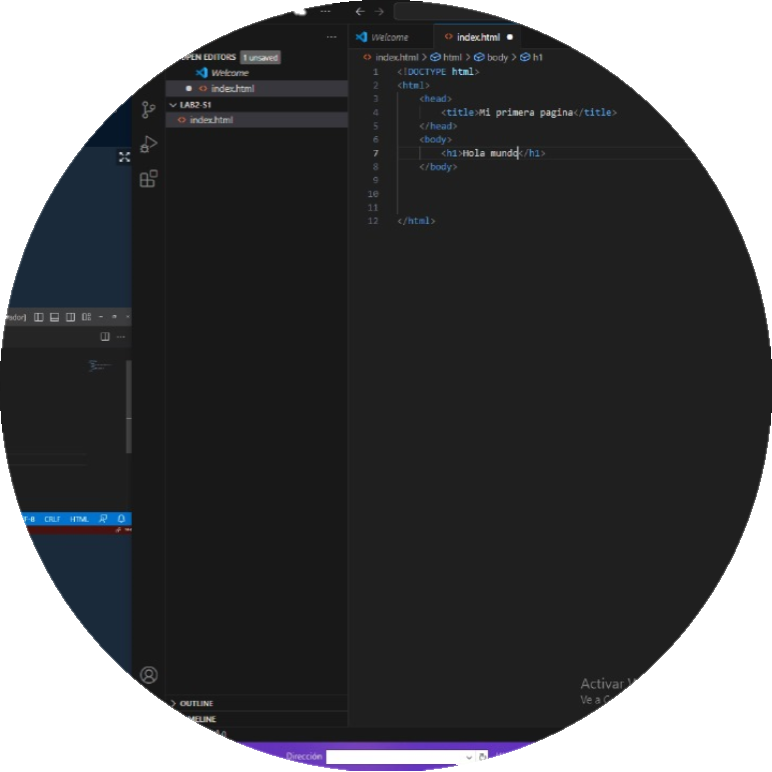 Welcome
index.html
index.html > html > body > h1
OPEN EDITORS
1 unsaved
Welcome
index.html
LAB2-S1
index.html
1 <!DOCTYPE html>
2 <html>
3 <head>
4 <title>Mi primera pagina</title>
5 </head>
6 <body>
7 <h1>Hola mundo</h1>
8 </body>
9
10
11
12 </html>
CRLF HTML
OUTLINE
Activar
Ve a
Dirección